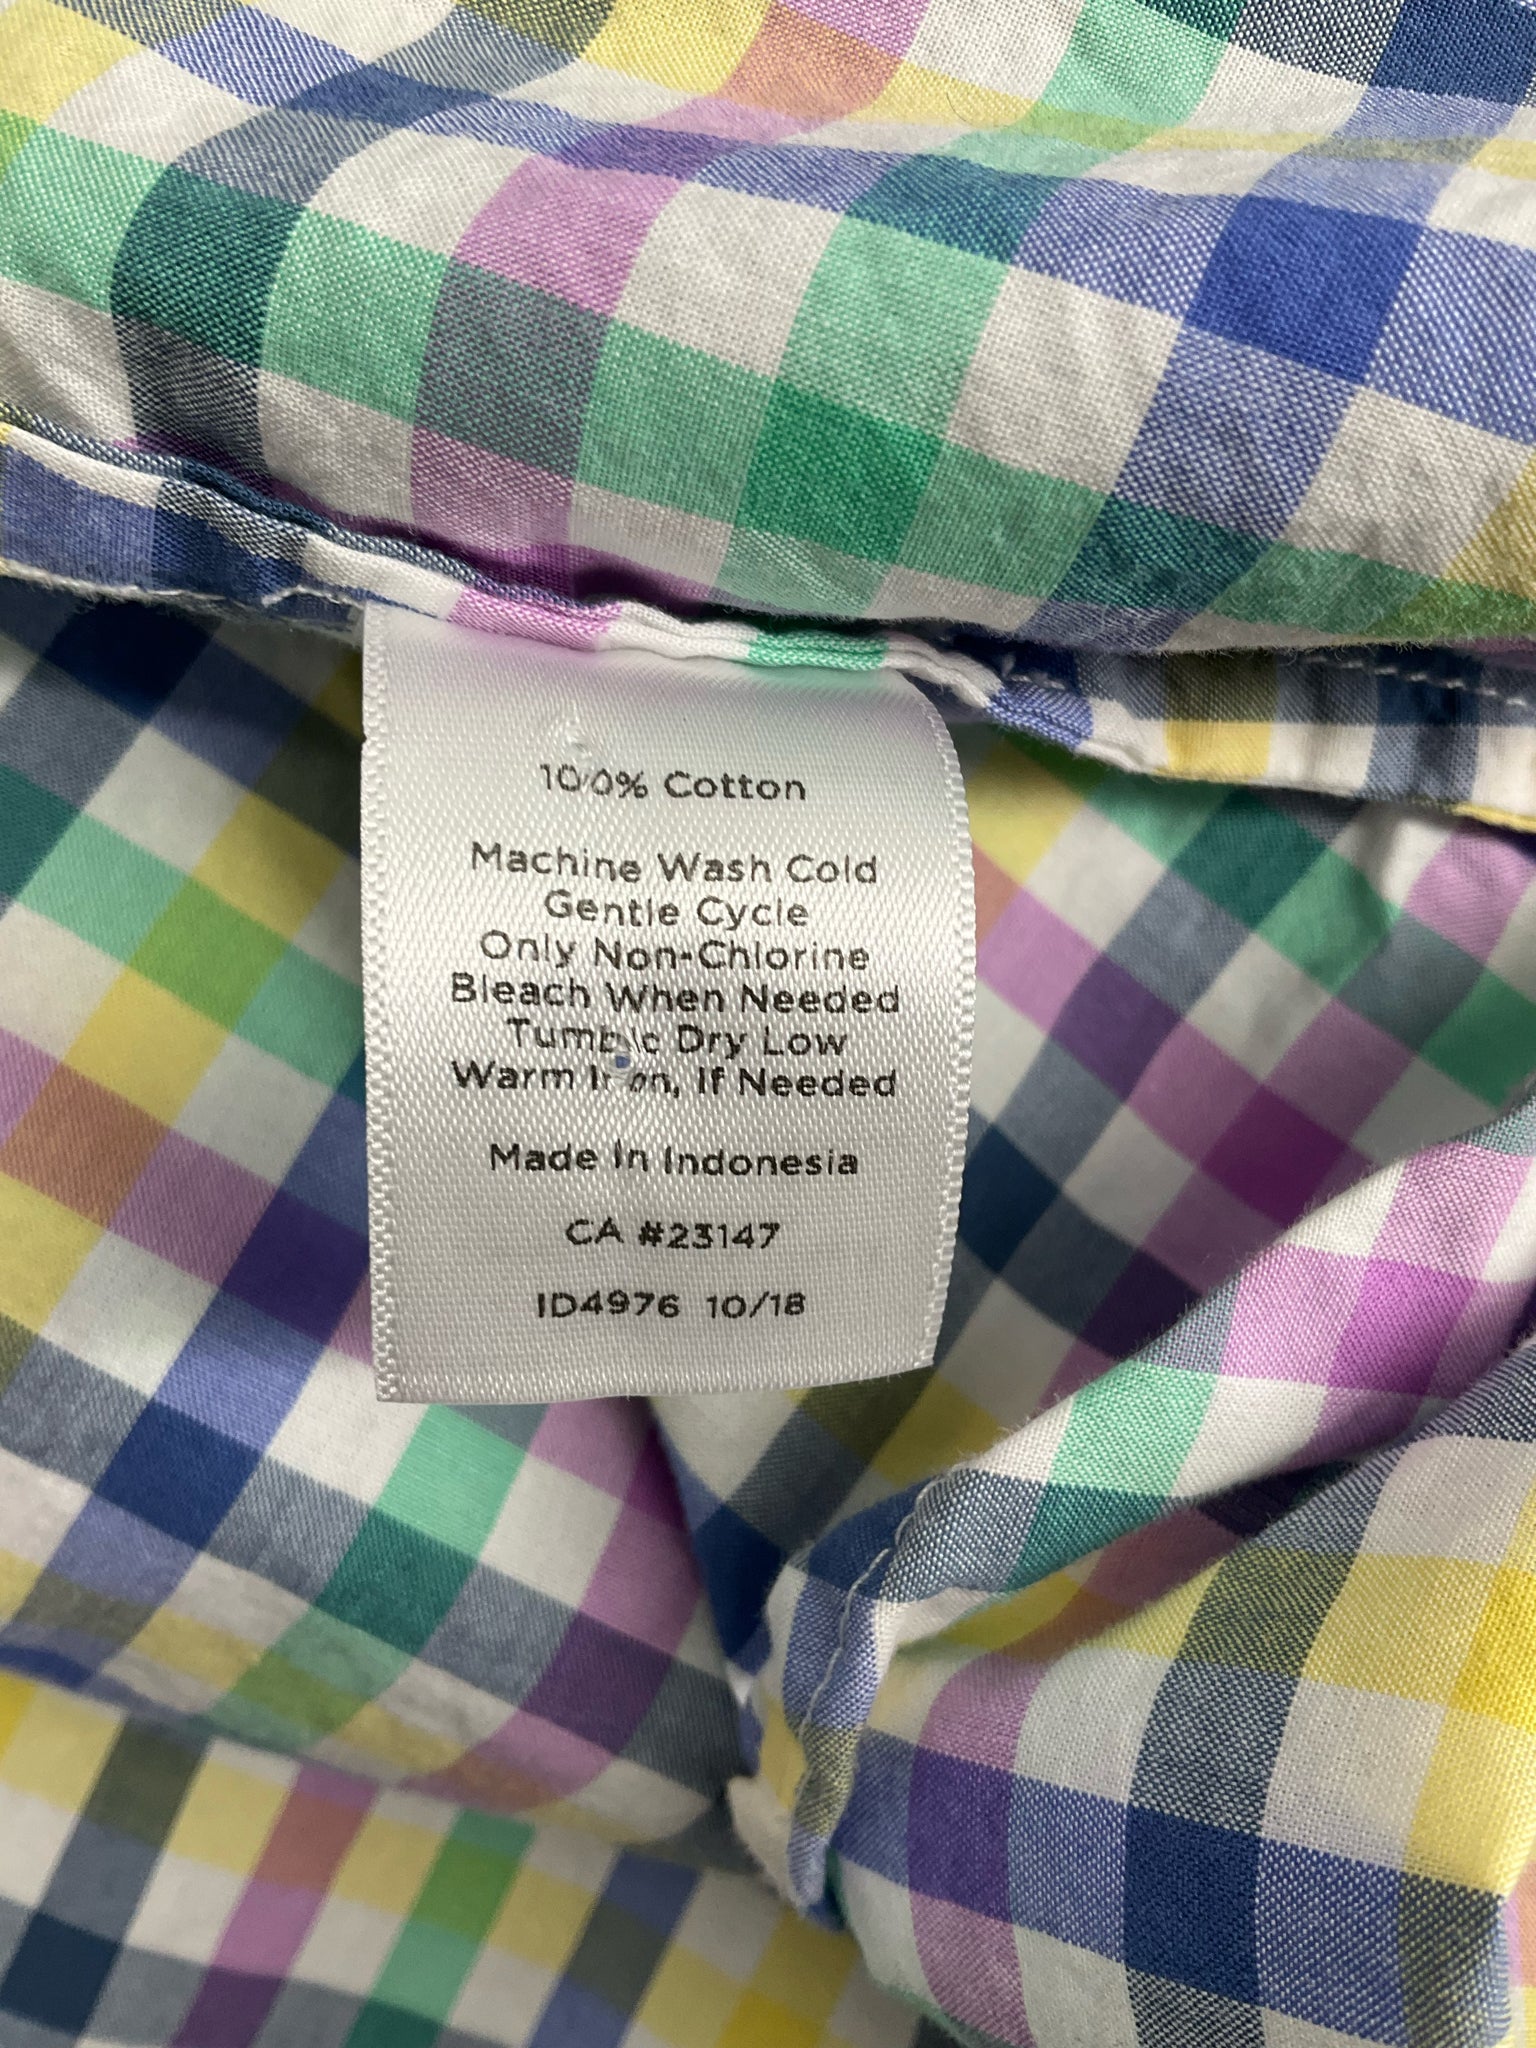 100% Cotton
Machine Wash Cold
Gentle Cycle
Only Non-Chlorine
Bleach When Needed
Tumble Dry Low
Warm Iron, If Needed
Made In Indonesia
CA #23147
ID4976 10/18